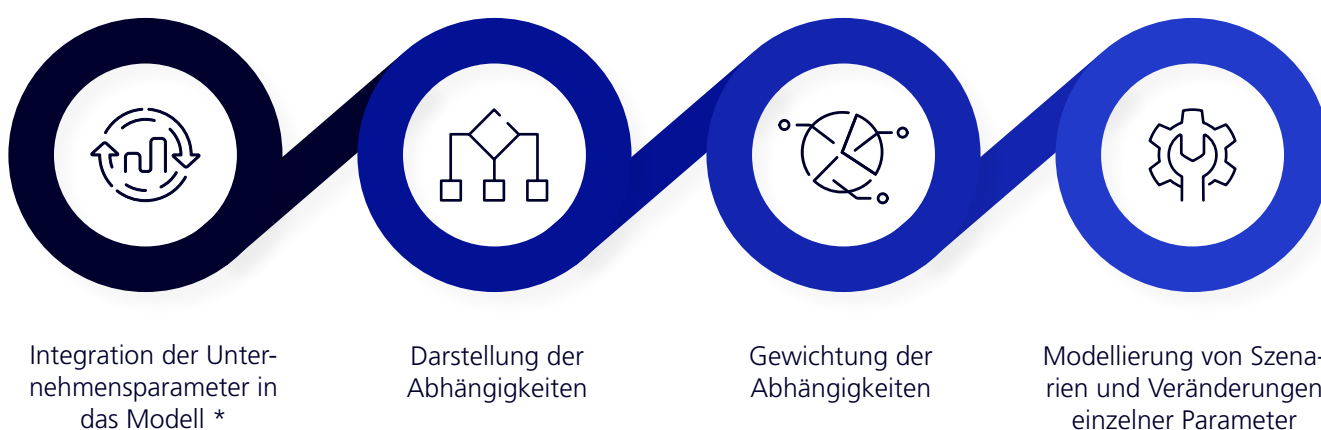 Integration der Unter-
nehmensparameter in
das Modell *
Darstellung der
Abhängigkeiten
Gewichtung der
Abhängigkeiten
Modellierung von Szena-
rien und Veränderungen
einzelner Parameter